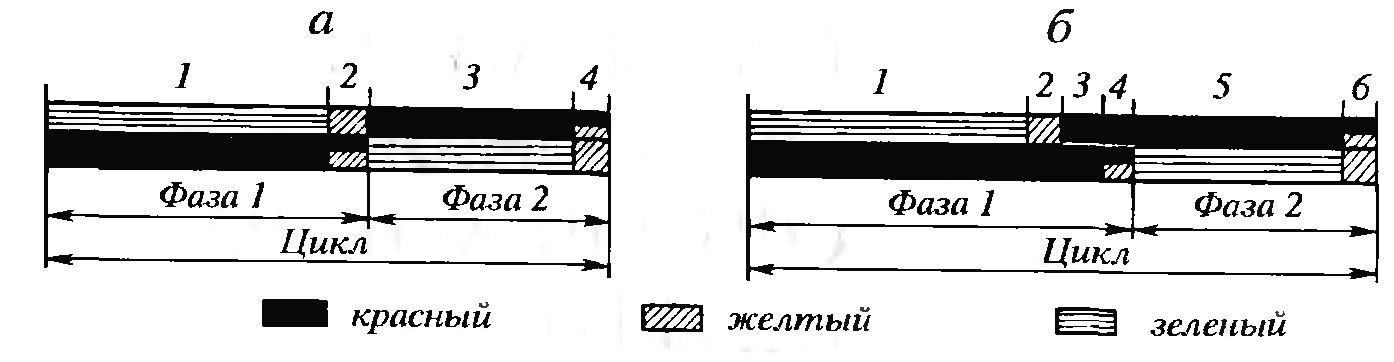 а б
1 2 3 4 1 2 3 4 5 6
Фаза 1 Фаза 2 Фаза 1 Фаза 2
Цикл Цикл
красный желтый зеленый